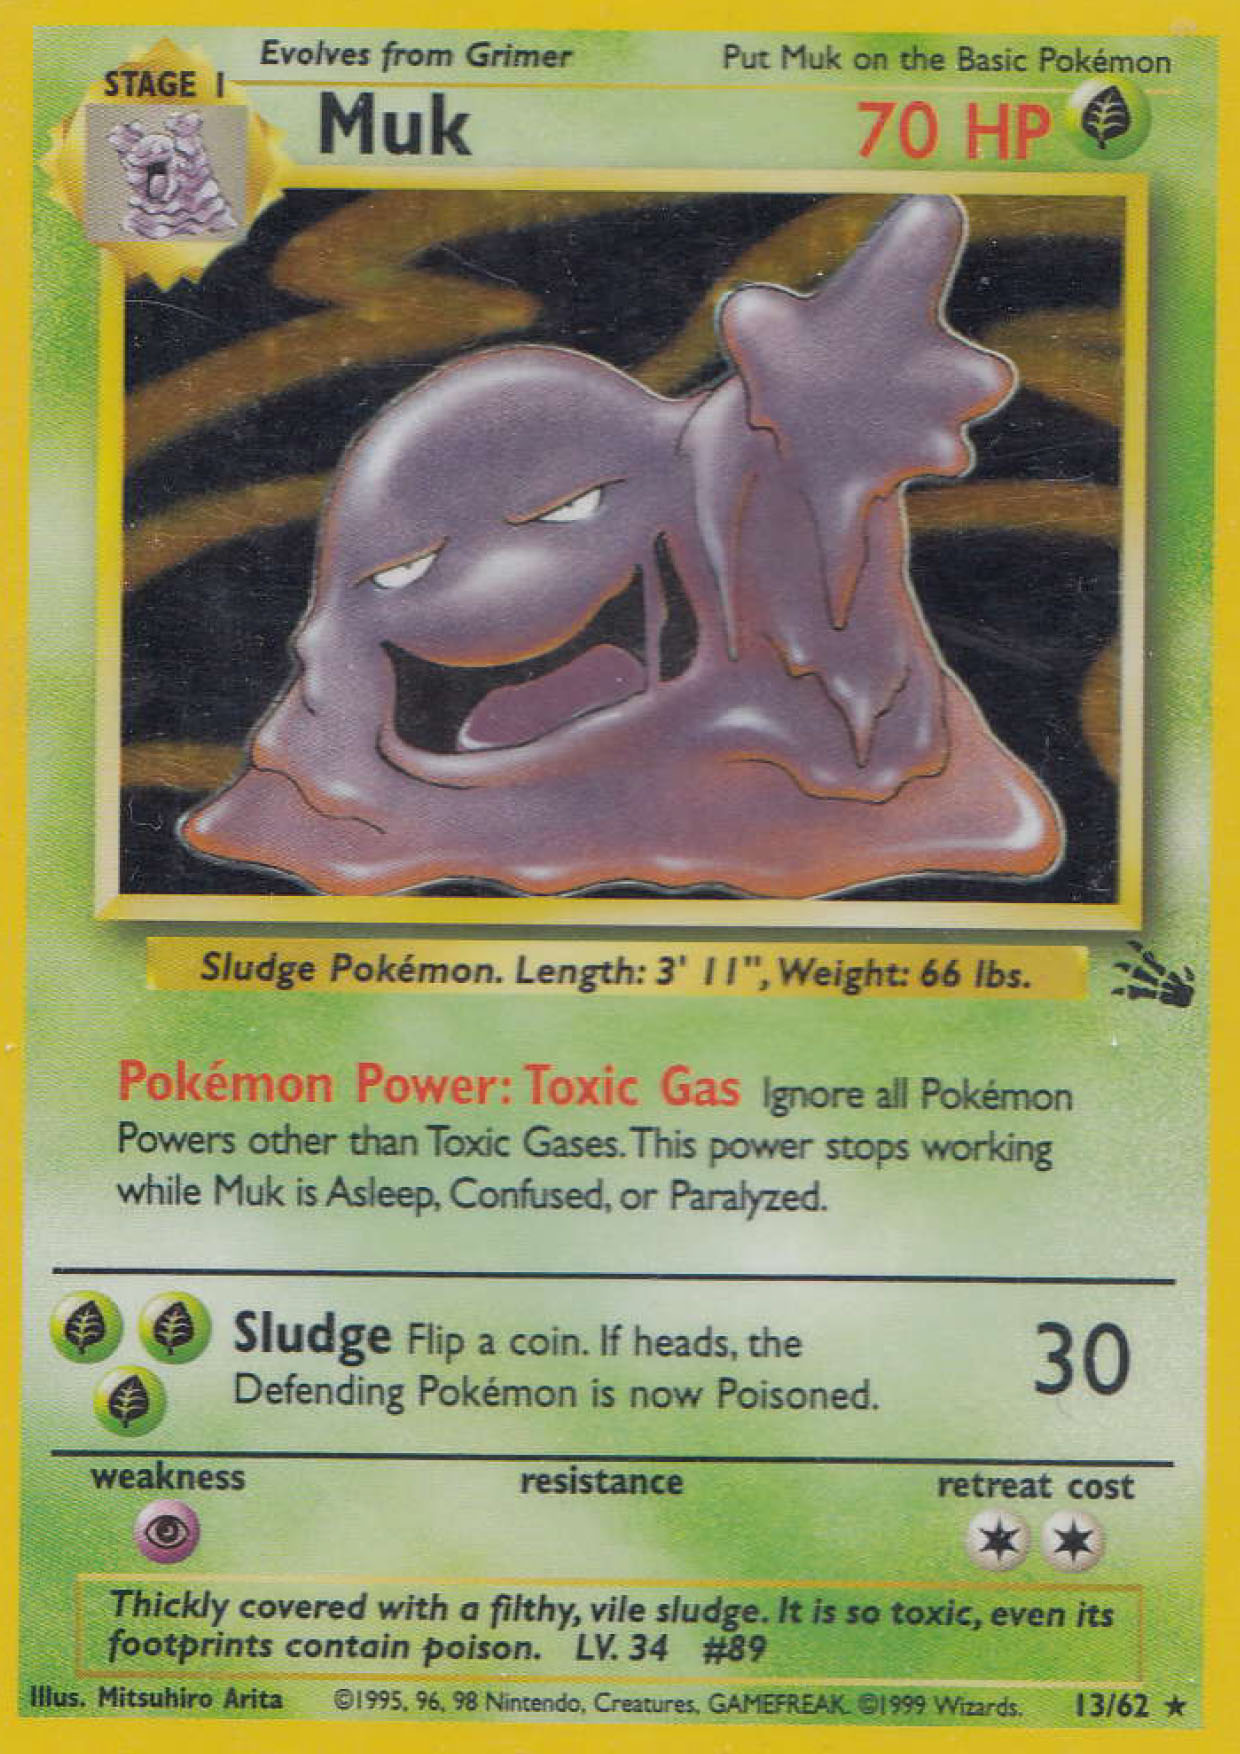 Evolves from Grimer
Put Muk on the Basic Pokémon
STAGE 1
Muk
70 HP
Sludge Pokémon. Length: 3' 11", Weight: 66 lbs.
Pokémon Power: Toxic Gas Ignore all Pokémon
Powers other than Toxic Gases. This power stops working
while Muk is Asleep, Confused, or Paralyzed.
Sludge Flip a coin. If heads, the
Defending Pokémon is now Poisoned.
30
weakness
resistance
retreat cost
Thickly covered with a filthy, vile sludge. It is so toxic, even its
footprints contain poison. LV. 34 #89
Illus. Mitsuhiro Arita
©1995, 96, 98 Nintendo, Creatures, GAMEFREAK. ©1999 Wizards.
13/62 ★